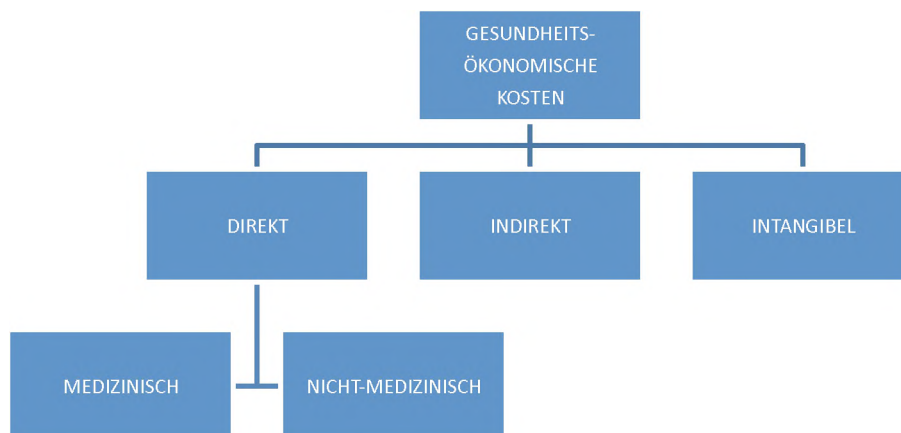 GESUNDHEITS-
ÖKONOMISCHE
KOSTEN
DIREKT
INDIREKT
INTANGIBEL
MEDIZINISCH
NICHT-MEDIZINISCH